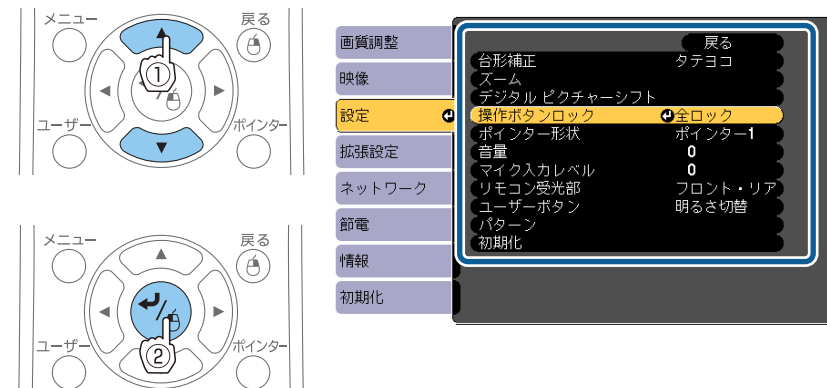 メニュー
戻る
①
ユーザー
ポインター
メニュー
戻る
②
ユーザー
ポインター
画質調整
映像
設定
拡張設定
ネットワーク
節電
情報
初期化
戻る
台形補正 タテヨコ
ズーム
デジタル ピクチャーシフト
操作ボタンロック 全ロック
ポインター形状 ポインター1
音量 0
マイク入力レベル 0
リモコン受光部 フロント・リア
ユーザーボタン 明るさ切替
パターン
初期化